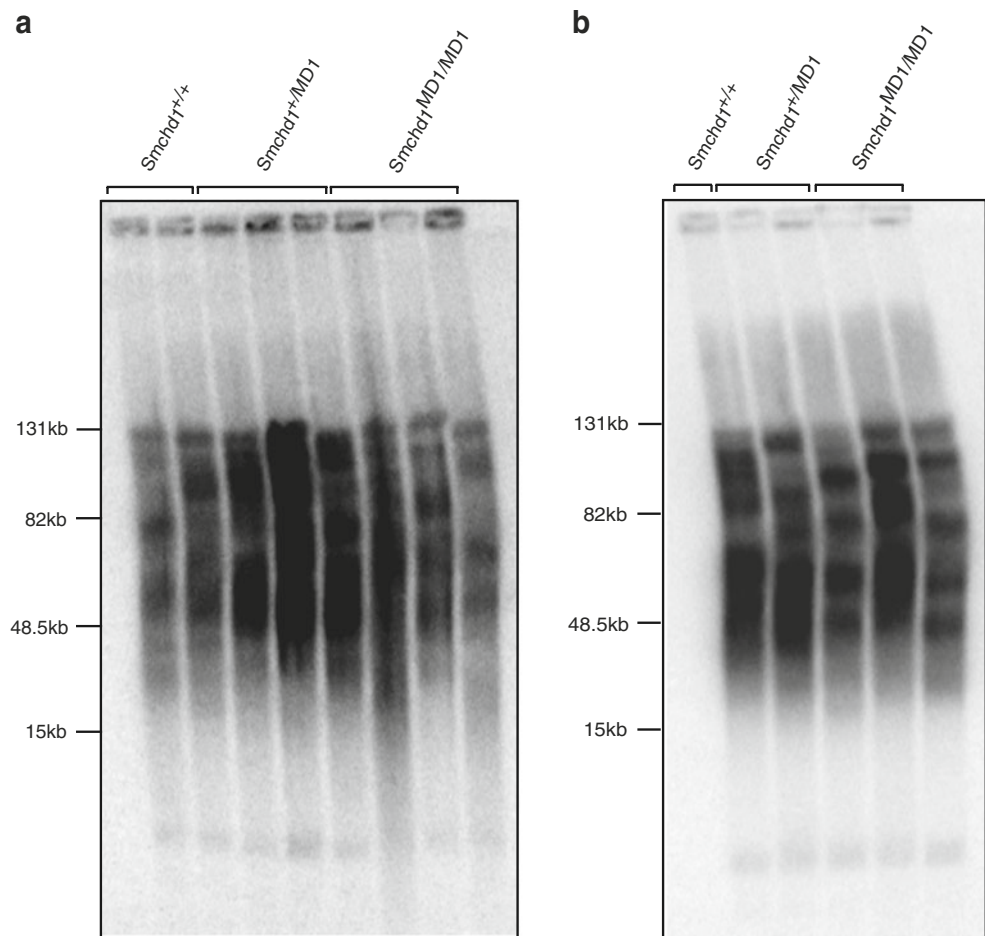 a
Smchd1+/+
Smchd1+/MD1
Smchd1MD1/MD1
131kb
82kb
48.5kb
15kb
b
Smchd1+/+
Smchd1+/MD1
Smchd1MD1/MD1
131kb
82kb
48.5kb
15kb